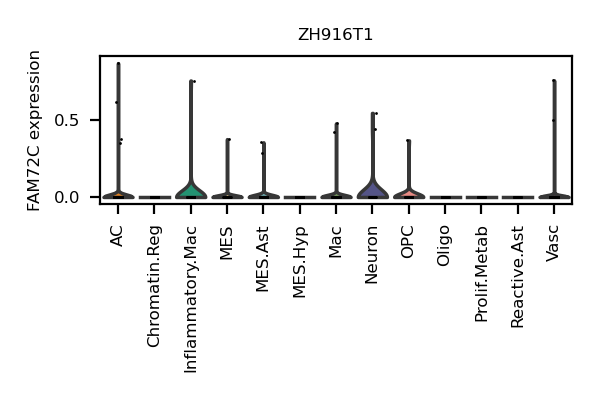 ZH916T1
FAM72C expression
0.5
0.0
AC
Chromatin.Reg
Inflammatory.Mac
MES
MES.Ast
MES.Hyp
Mac
Neuron
OPC
Oligo
Prolif.Metab
Reactive.Ast
Vasc